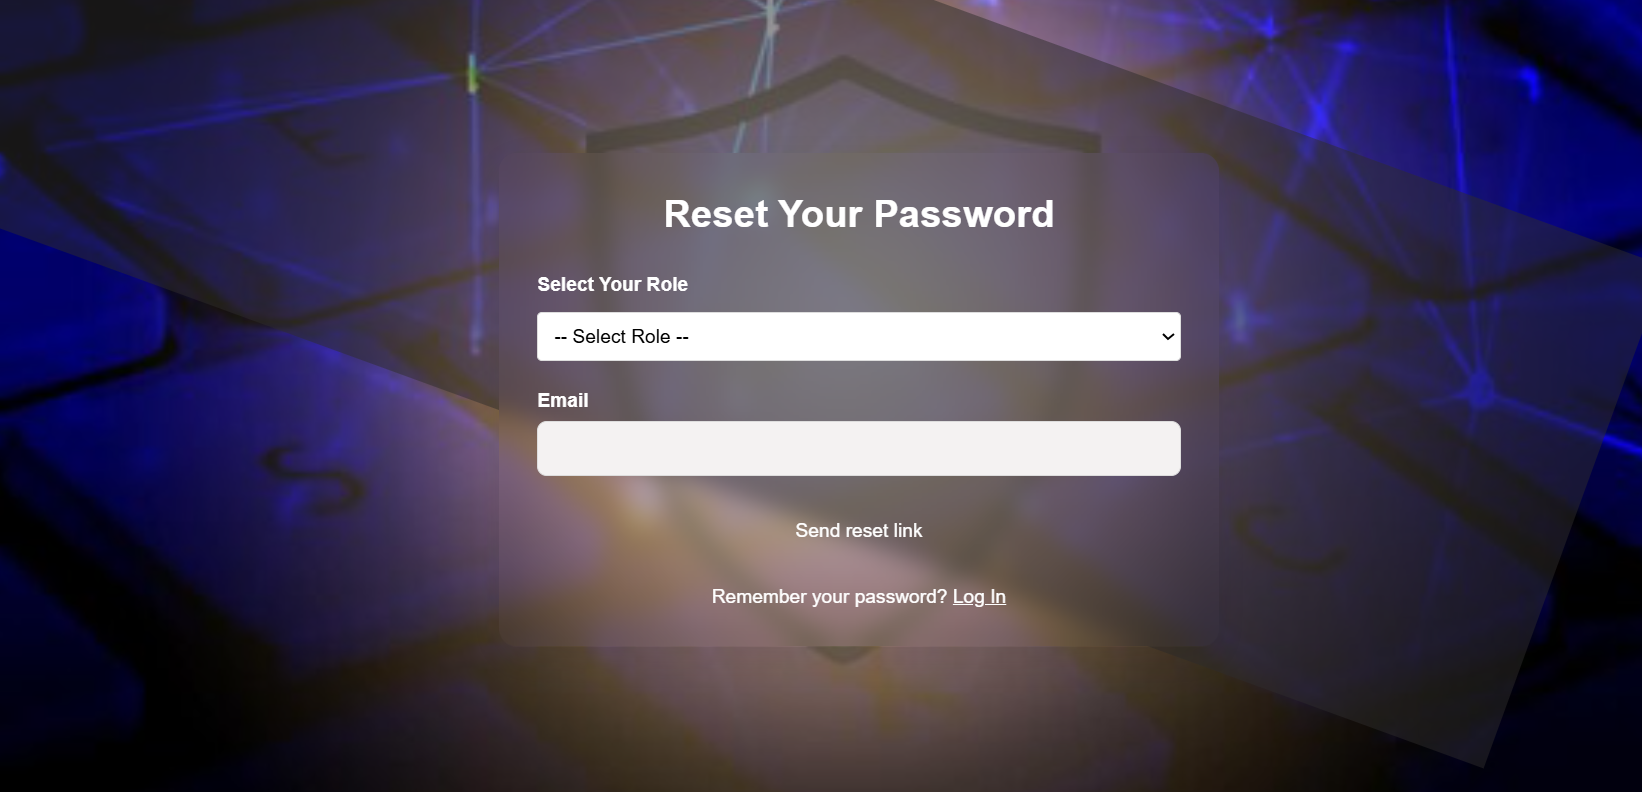 Reset Your Password
Select Your Role
-- Select Role --
Email
Send reset link
Remember your password? Log In